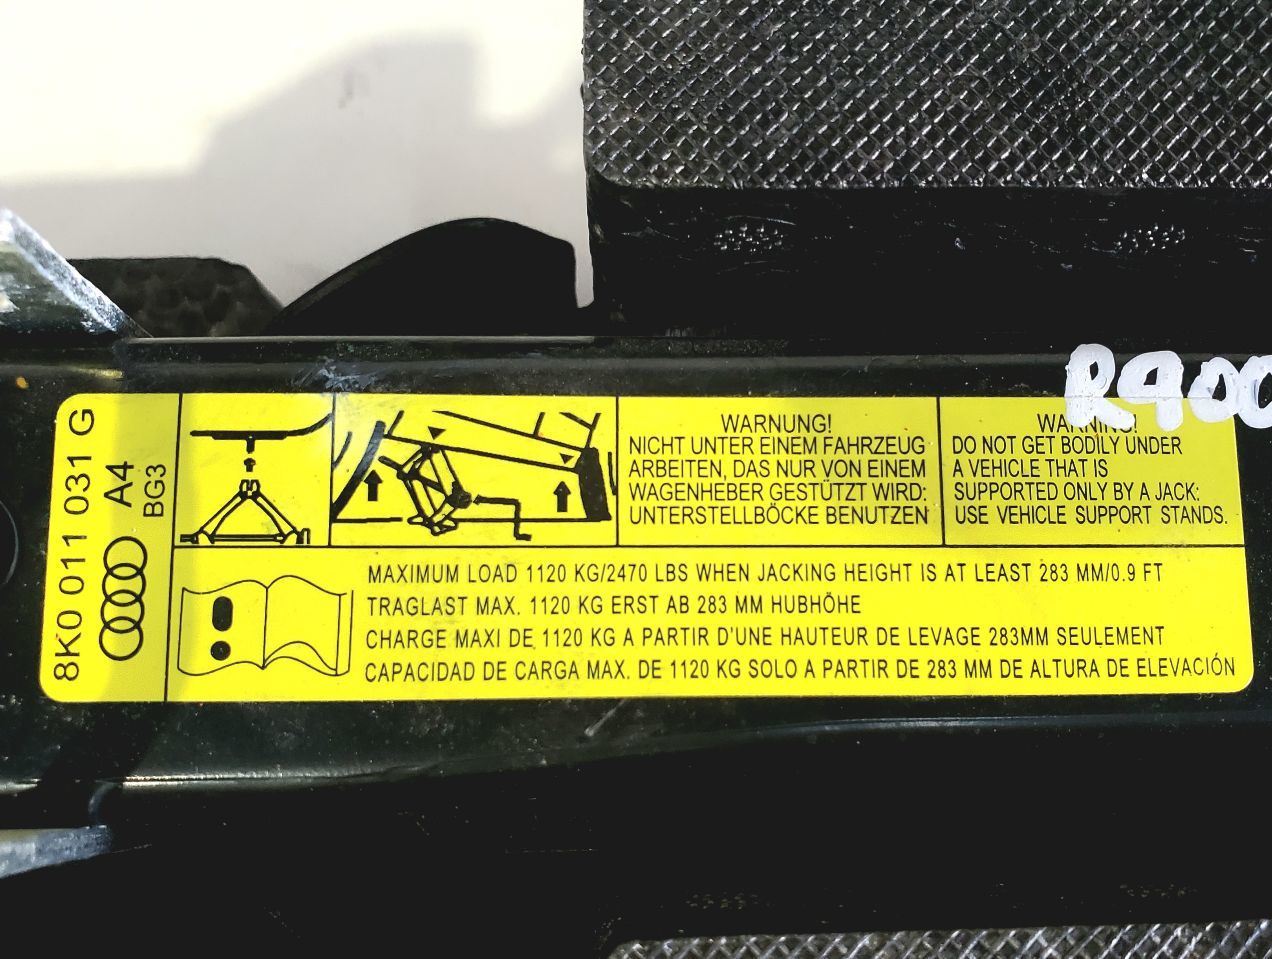 R900
8K0 011 031 G
A4
BG3
WARNUNG!
NICHT UNTER EINEM FAHRZEUG
ARBEITEN, DAS NUR VON EINEM
WAGENHEBER GESTÜTZT WIRD:
UNTERSTELLBÖCKE BENUTZEN
WARNING!
DO NOT GET BODILY UNDER
A VEHICLE THAT IS
SUPPORTED ONLY BY A JACK:
USE VEHICLE SUPPORT STANDS.
MAXIMUM LOAD 1120 KG/2470 LBS WHEN JACKING HEIGHT IS AT LEAST 283 MM/0.9 FT
TRAGLAST MAX. 1120 KG ERST AB 283 MM HUBHÖHE
CHARGE MAXI DE 1120 KG A PARTIR D'UNE HAUTEUR DE LEVAGE 283MM SEULEMENT
CAPACIDAD DE CARGA MAX. DE 1120 KG SOLO A PARTIR DE 283 MM DE ALTURA DE ELEVACIÓN